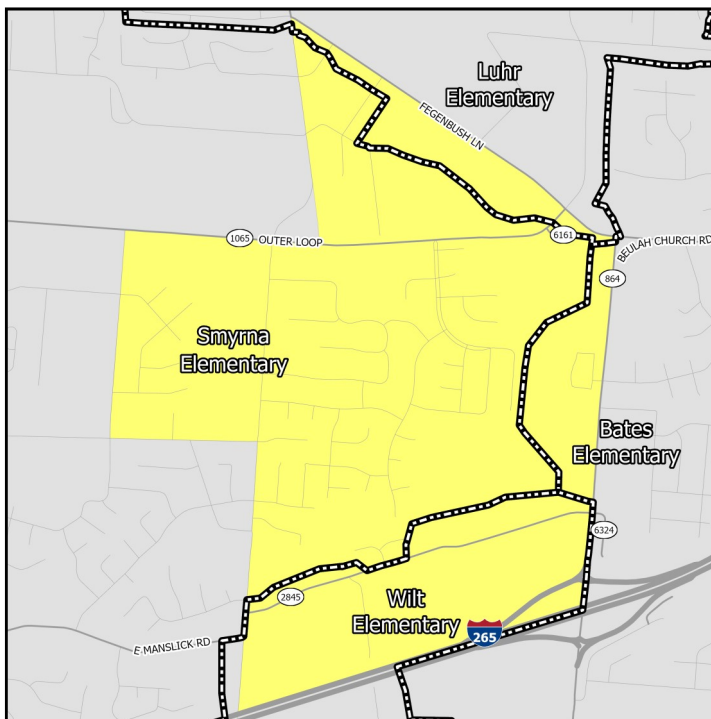 Luhr
Elementary
FEGENBUSH LN
1065
OUTER LOOP
6161
BEULAH CHURCH RD
864
Smyrna
Elementary
Bates
Elementary
6324
2845
Wilt
Elementary
265
E MANSLICK RD